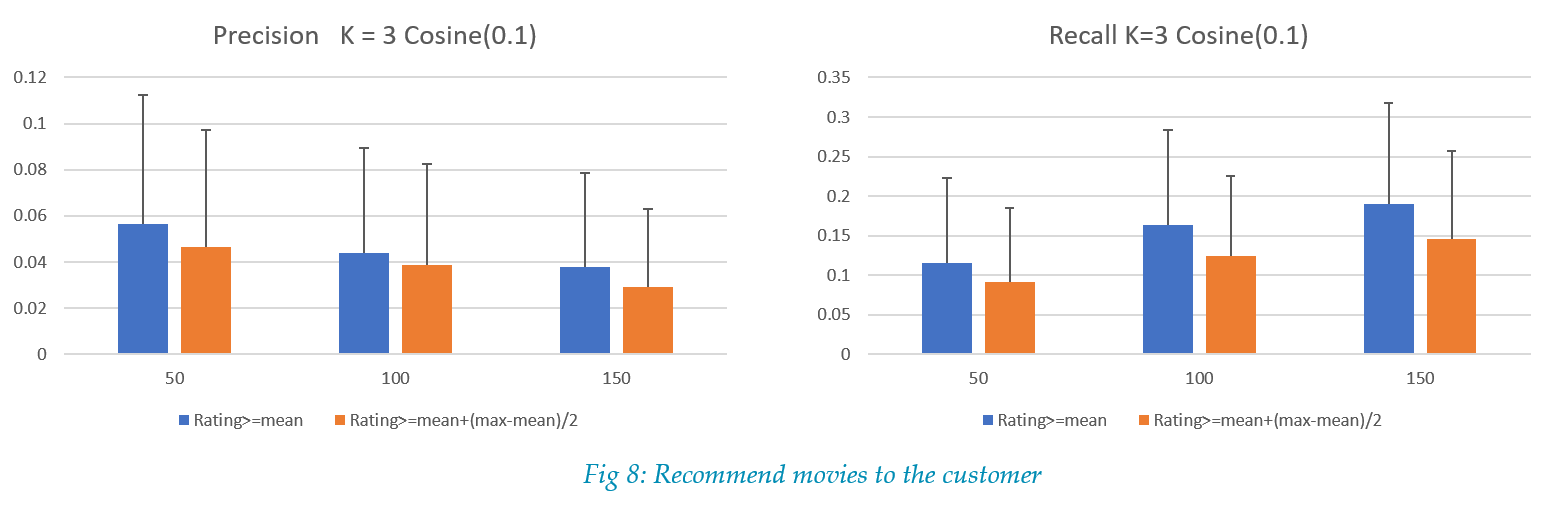 Precision K = 3 Cosine(0.1)
0.12
0.1
0.08
0.06
0.04
0.02
0
50 100 150
Rating>=mean Rating>=mean+(max-mean)/2
Recall K=3 Cosine(0.1)
0.35
0.3
0.25
0.2
0.15
0.1
0.05
0
50 100 150
Rating>=mean Rating>=mean+(max-mean)/2
Fig 8: Recommend movies to the customer